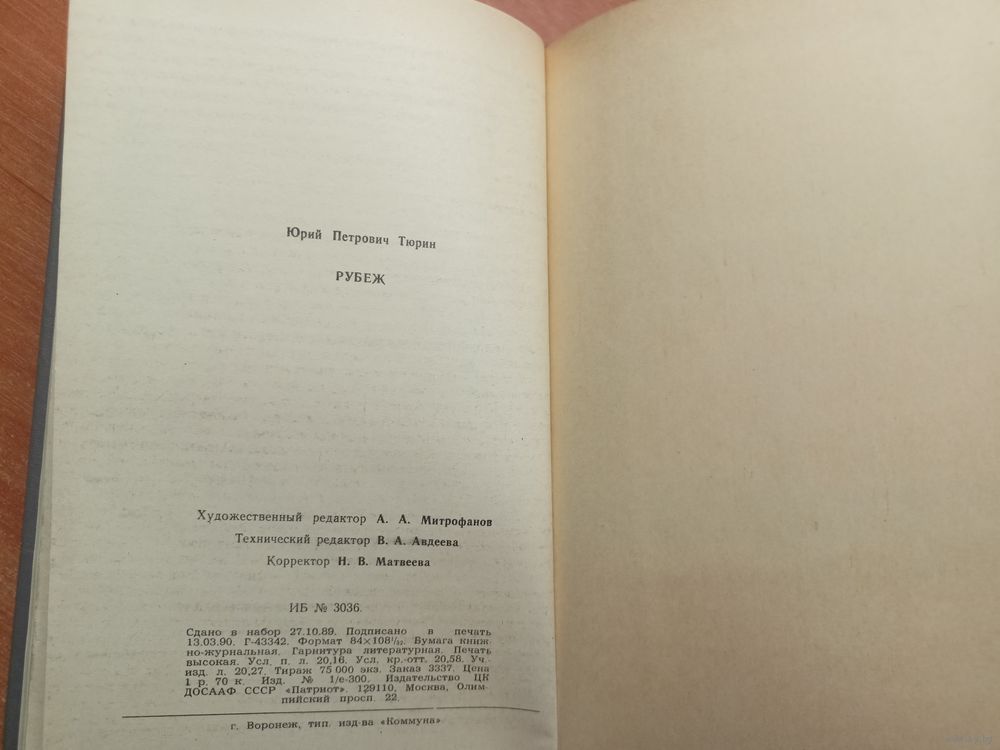 Юрий Петрович Тюрин
РУБЕЖ
Художественный редактор А. А. Митрофанов
Технический редактор В. А. Авдеева
Корректор Н. В. Матвеева
ИБ № 3036.
Сдано в набор 27.10.89. Подписано в печать
13.03.90. Г-43342. Формат 84×108¹/₃₂. Бумага книж-
но-журнальная. Гарнитура литературная. Печать
высокая. Усл. п. л. 20,16. Усл. кр.-отт. 20,58. Уч.-
изд. л. 20,27. Тираж 75 000 экз. Заказ 3337. Цена
1 р. 70 к. Изд. № 1/е-300. Издательство ЦК
ДОСААФ СССР «Патриот». 129110, Москва, Олим-
пийский просп. 22.
г. Воронеж, тип. изд-ва «Коммуна»